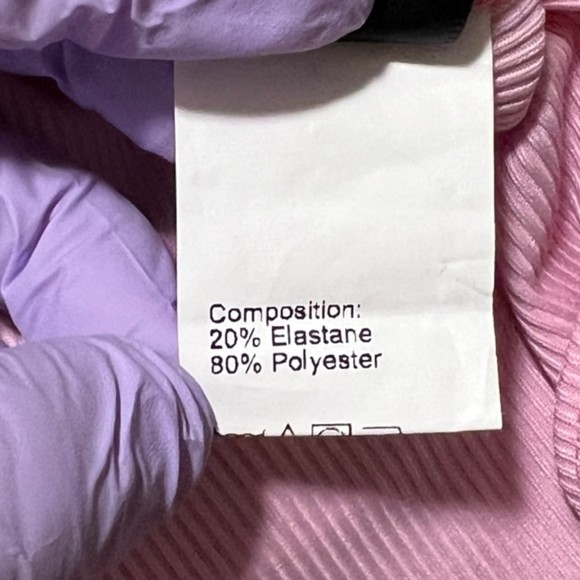 Composition:
20% Elastane
80% Polyester